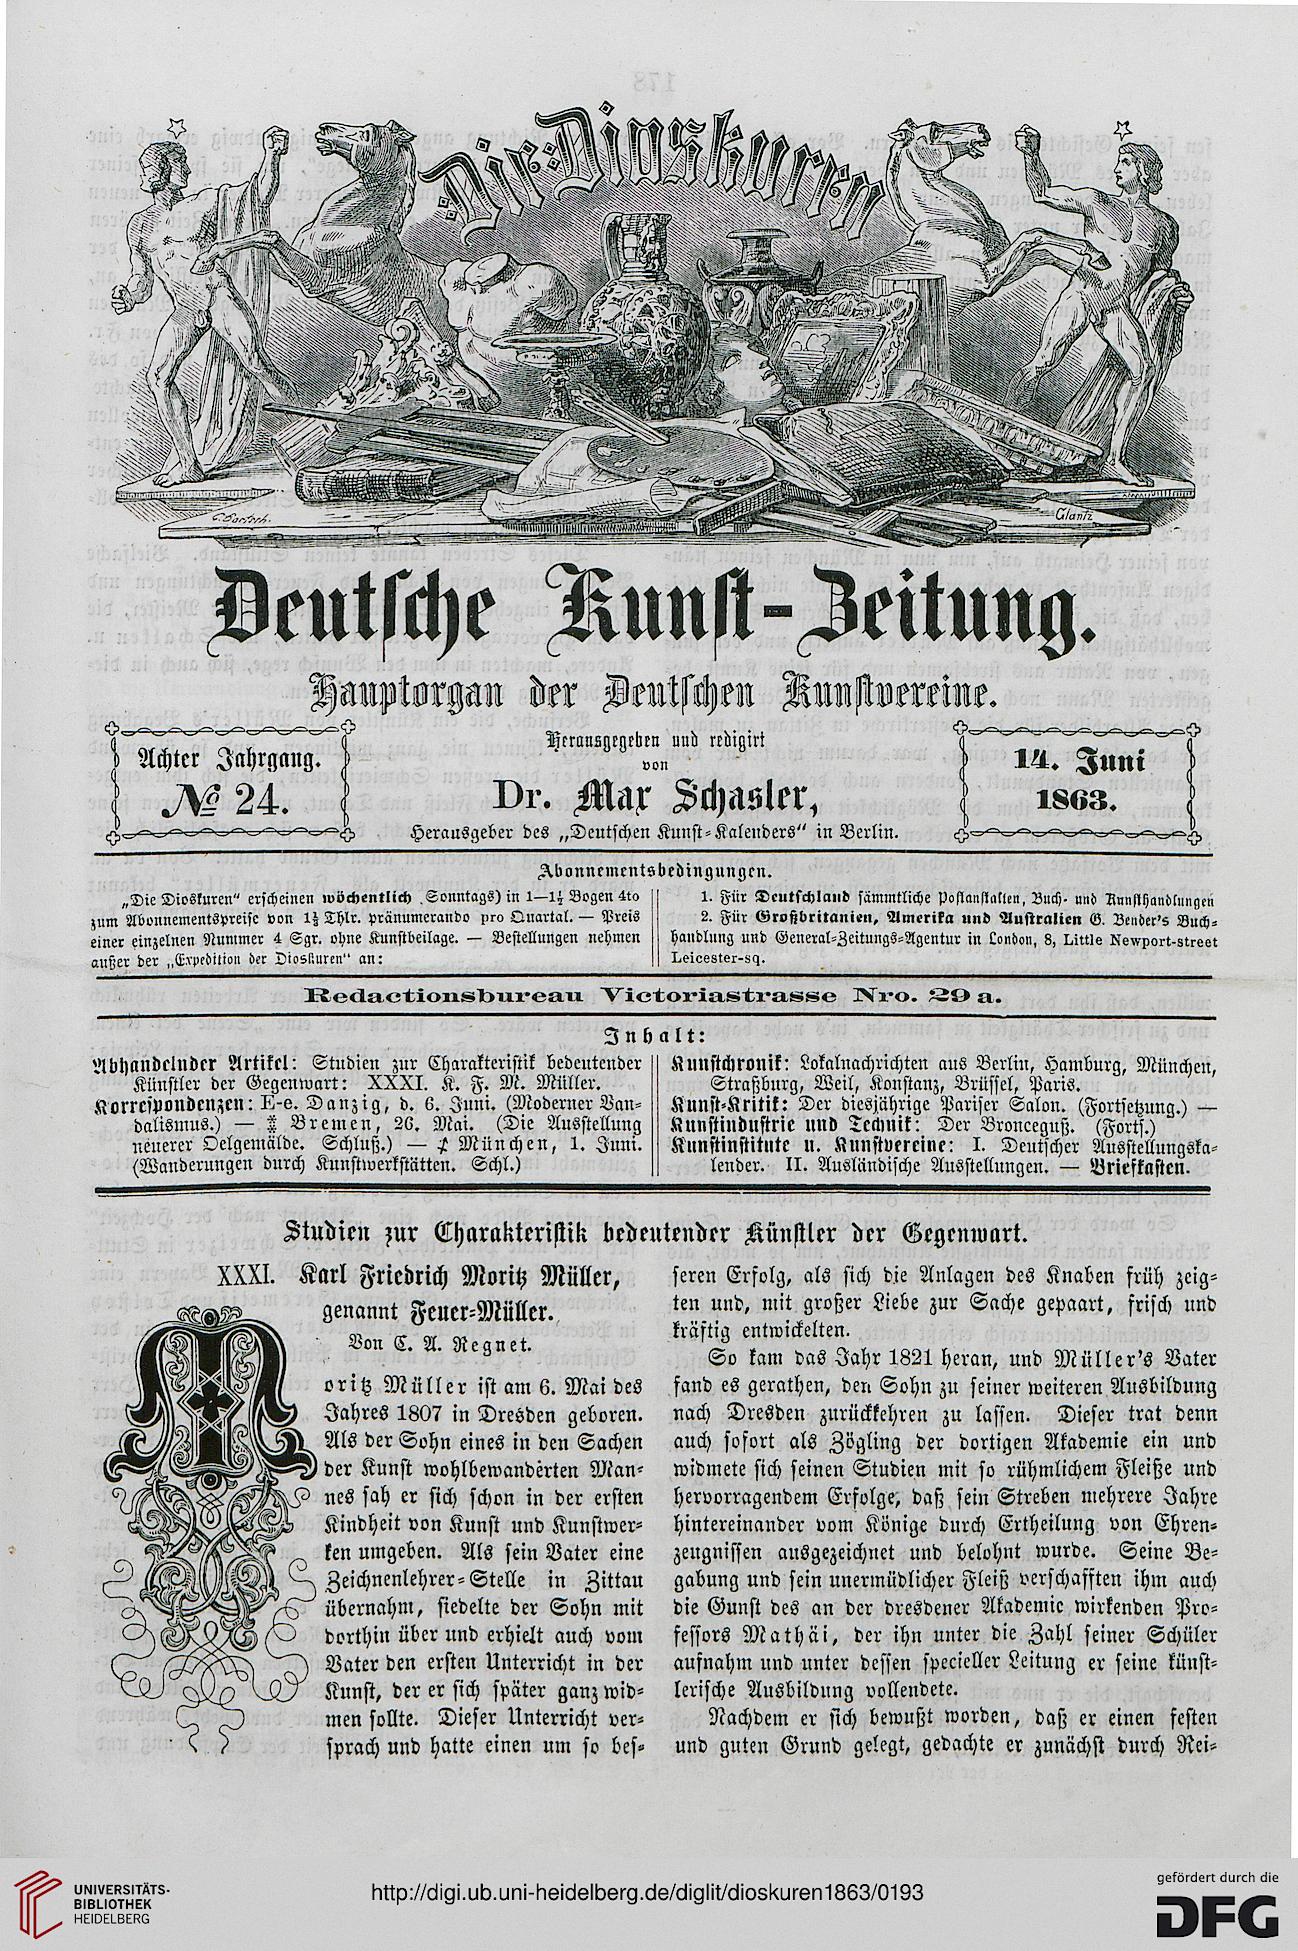 Die Dioskuren
C. Bartsch.
Glantz
Deutsche Kunst-Zeitung.
Hauptorgan der Deutschen Kunstvereine.
Achter Jahrgang.
№ 24.
Herausgegeben und redigirt
von
Dr. Max Schasler,
Herausgeber des „Deutschen Kunst-Kalenders“ in Berlin.
14. Juni
1863.
Abonnementsbedingungen.
„Die Dioskuren“ erscheinen wöchentlich Sonntags) in 1—1½ Bogen 4to
zum Abonnementspreise von 1½ Thlr. pränumerando pro Quartal. — Preis
einer einzelnen Nummer 4 Sgr. ohne Kunstbeilage. — Bestellungen nehmen
außer der „Expedition der Dioskuren“ an:
1. Für Deutschland sämmtliche Postanstalten, Buch- und Kunsthandlungen
2. Für Großbritanien, Amerika und Australien G. Bender's Buch-
handlung und General-Zeitungs-Agentur in London, 8, Little Newport-street
Leicester-sq.
Redactionsbureau Victoriastrasse Nro. 29 a.
Inhalt:
Abhandelnder Artikel: Studien zur Charakteristik bedeutender
Künstler der Gegenwart: XXXI. K. F. M. Müller.
Korrespondenzen: E-e. Danzig, d. 6. Juni. (Moderner Van-
dalismus.) — Bremen, 26. Mai. (Die Ausstellung
neuerer Oelgemälde. Schluß.) — München, 1. Juni.
(Wanderungen durch Kunstwerkstätten. Schl.)
Kunstchronik: Lokalnachrichten aus Berlin, Hamburg, München,
Straßburg, Weil, Konstanz, Brüssel, Paris.
Kunst-Kritik: Der diesjährige Pariser Salon. (Fortsetzung.) —
Kunstindustrie und Technik: Der Bronceguß. (Forts.)
Kunstinstitute u. Kunstvereine: I. Deutscher Ausstellungska-
lender. II. Ausländische Ausstellungen. — Briefkasten.
Studien zur Charakteristik bedeutender Künstler der Gegenwart.
XXXI. Karl Friedrich Moritz Müller,
genannt Feuer-Müller.
Von C. A. Regnet.
Moritz Müller ist am 6. Mai des
Jahres 1807 in Dresden geboren.
Als der Sohn eines in den Sachen
der Kunst wohlbewanderten Man-
nes sah er sich schon in der ersten
Kindheit von Kunst und Kunstwer-
ken umgeben. Als sein Vater eine
Zeichnenlehrer-Stelle in Zittau
übernahm, siedelte der Sohn mit
dorthin über und erhielt auch vom
Vater den ersten Unterricht in der
Kunst, der er sich später ganz wid-
men sollte. Dieser Unterricht ver-
sprach und hatte einen um so bes-
seren Erfolg, als sich die Anlagen des Knaben früh zeig-
ten und, mit großer Liebe zur Sache gepaart, frisch und
kräftig entwickelten.
So kam das Jahr 1821 heran, und Müller's Vater
fand es gerathen, den Sohn zu seiner weiteren Ausbildung
nach Dresden zurückkehren zu lassen. Dieser trat denn
auch sofort als Zögling der dortigen Akademie ein und
widmete sich seinen Studien mit so rühmlichem Fleiße und
hervorragendem Erfolge, daß sein Streben mehrere Jahre
hintereinander vom Könige durch Ertheilung von Ehren-
zeugnissen ausgezeichnet und belohnt wurde. Seine Be-
gabung und sein unermüdlicher Fleiß verschafften ihm auch
die Gunst des an der dresdener Akademie wirkenden Pro-
fessors Mathäi, der ihn unter die Zahl seiner Schüler
aufnahm und unter dessen specieller Leitung er seine künst-
lerische Ausbildung vollendete.
Nachdem er sich bewußt worden, daß er einen festen
und guten Grund gelegt, gedachte er zunächst durch Rei-
UNIVERSITÄTS-
BIBLIOTHEK
HEIDELBERG
http://digi.ub.uni-heidelberg.de/diglit/dioskuren1863/0193
gefördert durch die
DFG